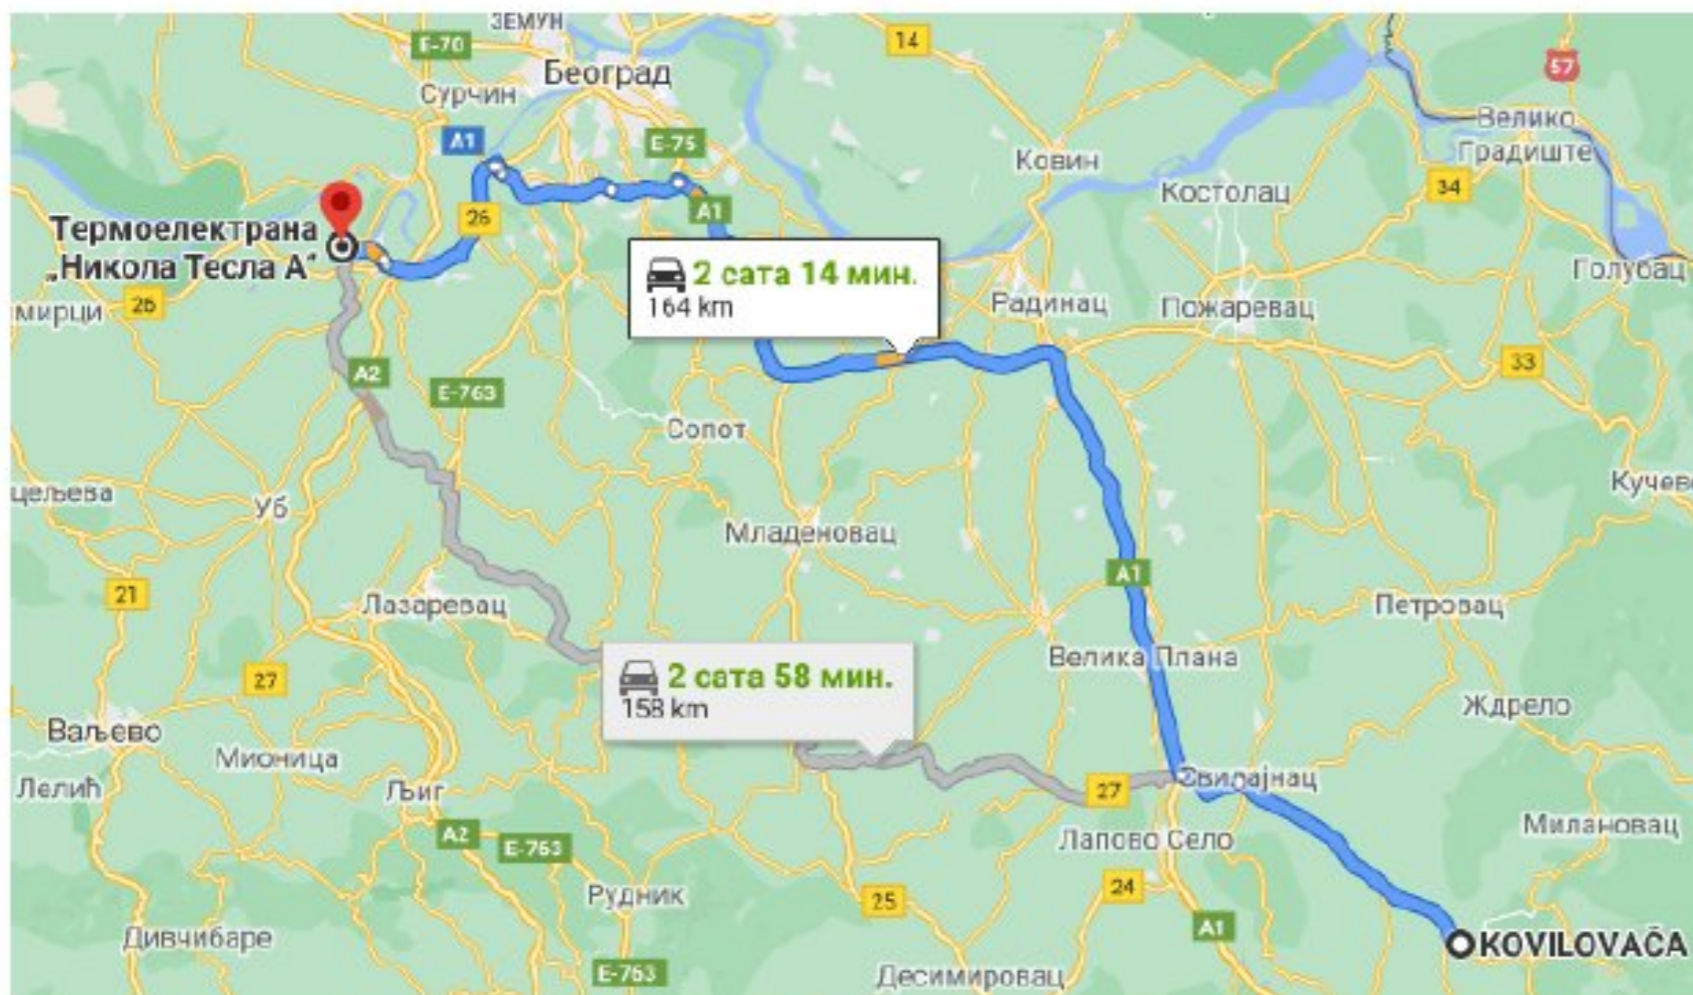 ЗЕМУН
E-70
14
57
Београд
Сурчин
Велико
Градиште
A1
E-75
Ковин
34
Костолац
Термоелектрана
„Никола Тесла А“
26
A1
2 сата 14 мин.
164 km
Голубац
мирци
26
Радинац
Пожаревац
A2
E-763
33
Сопот
цељева
Уб
Кучево
Младеновац
A1
21
Лазаревац
Петровац
Велика Плана
27
2 сата 58 мин.
158 km
Ждрело
Ваљево
Мионица
Свилајнац
Лелић
Љиг
27
Милановац
A2
E-763
Лапово Село
Рудник
25
24
A1
Дивчибаре
KOVILOVAČA
E-763
Десимировац